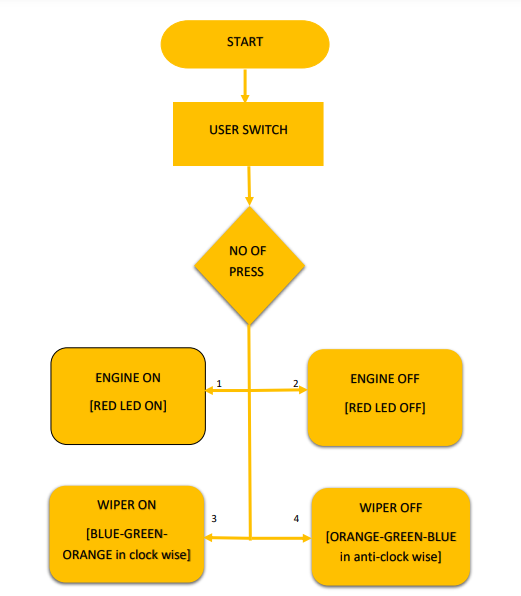 START
USER SWITCH
NO OF
PRESS
ENGINE ON
[RED LED ON]
1
2
ENGINE OFF
[RED LED OFF]
WIPER ON
[BLUE-GREEN-
ORANGE in clock wise]
3
4
WIPER OFF
[ORANGE-GREEN-BLUE
in anti-clock wise]